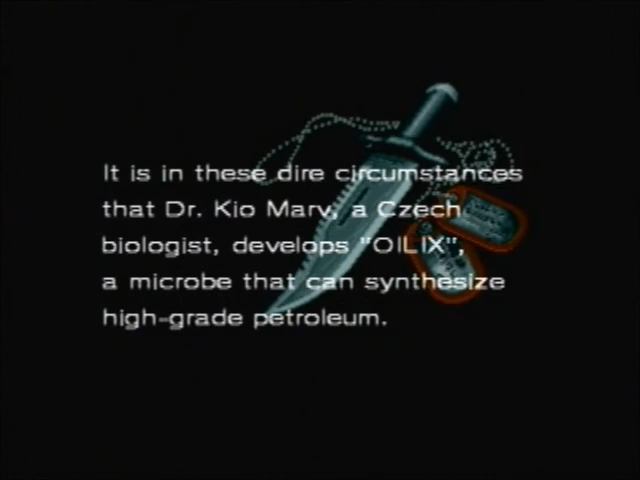 It is in these dire circumstances
that Dr. Kio Marv, a Czech
biologist, develops "OILIX",
a microbe that can synthesize
high-grade petroleum.